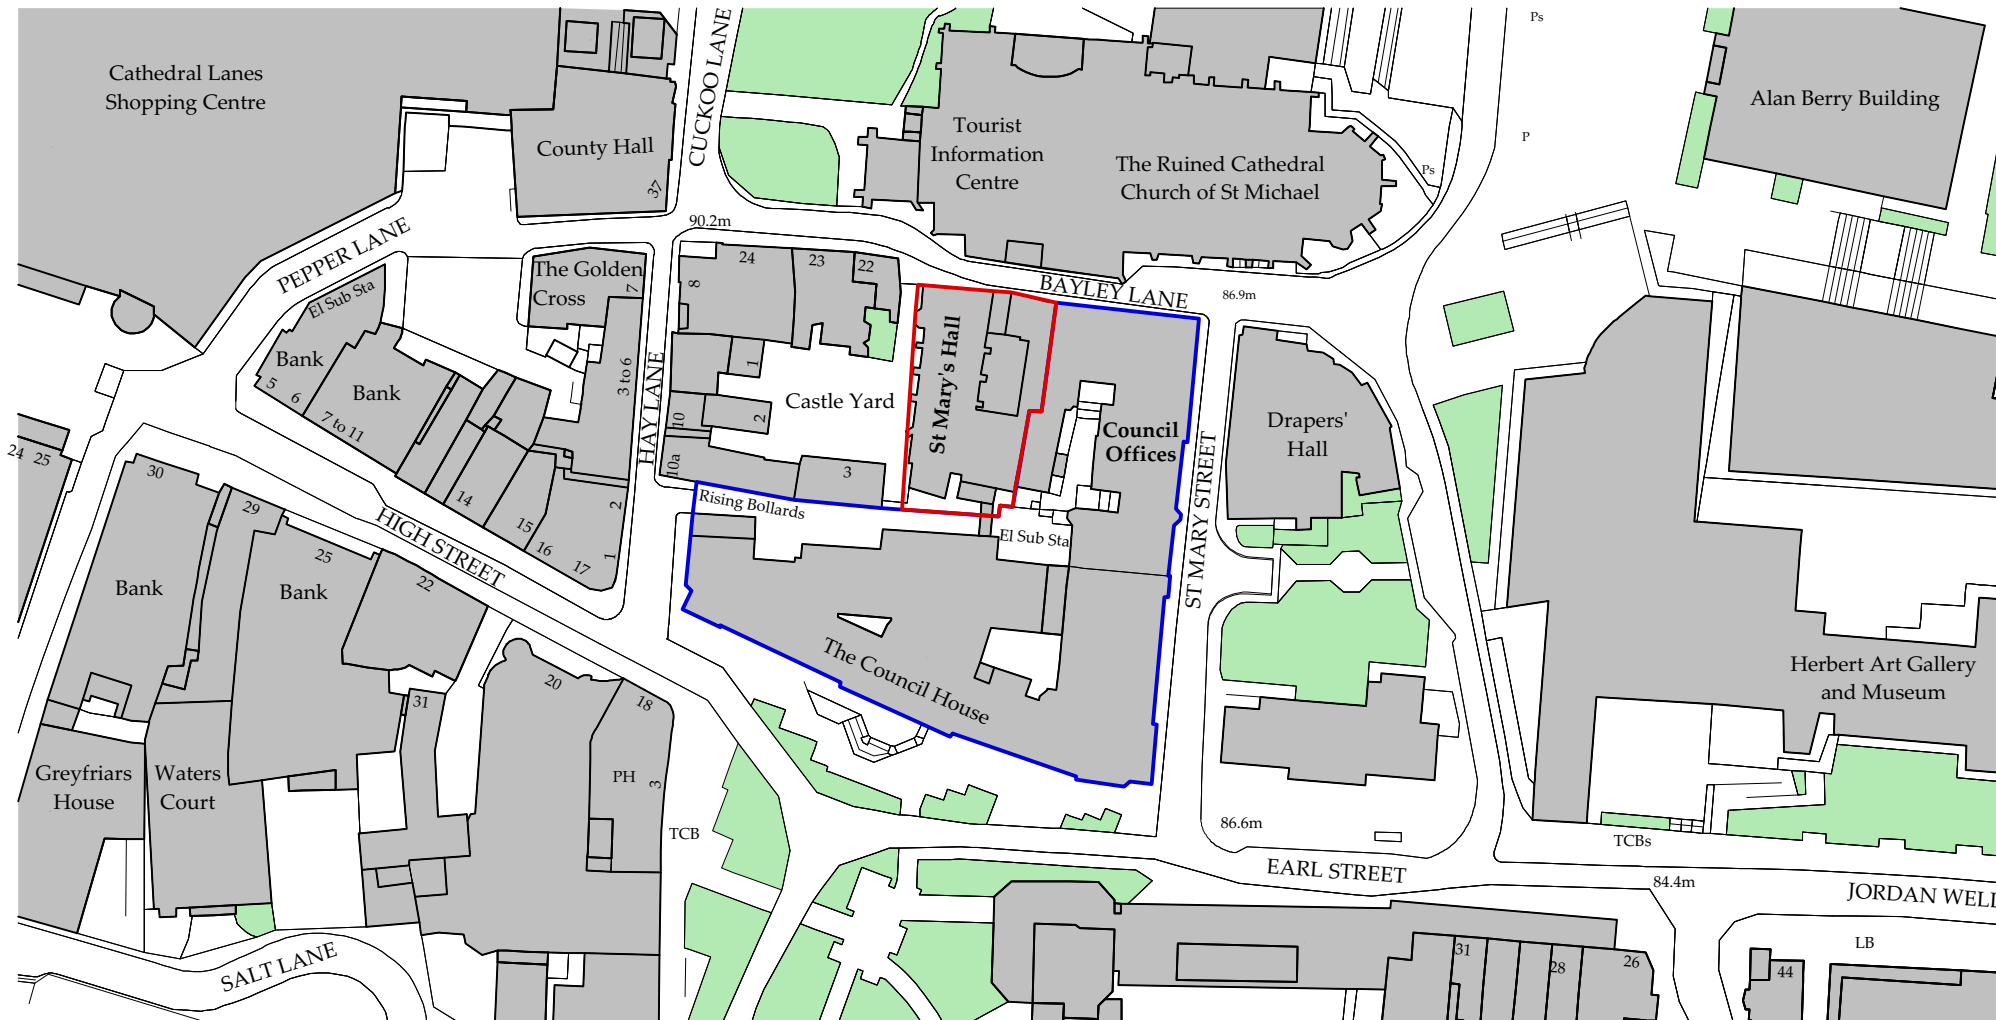 Cathedral Lanes
Shopping Centre
County Hall
37
CUCKOO LANE
Tourist
Information
Centre
The Ruined Cathedral
Church of St Michael
Ps
P
Ps
Alan Berry Building
PEPPER LANE
90.2m
El Sub Sta
The Golden
Cross
7
8
24
23
22
BAYLEY LANE
86.9m
Bank
5
6
Bank
7 to 11
3 to 6
HAY LANE
1
2
10
10a
3
Castle Yard
St Mary's Hall
Council
Offices
Drapers'
Hall
ST MARY STREET
24
25
30
29
25
22
HIGH STREET
14
15
16
17
1
2
Rising Bollards
El Sub Sta
Bank
Bank
The Council House
Herbert Art Gallery
and Museum
31
20
18
PH
3
Greyfriars
House
Waters
Court
TCB
86.6m
TCBs
EARL STREET
84.4m
JORDAN WELL
SALT LANE
31
28
26
LB
44